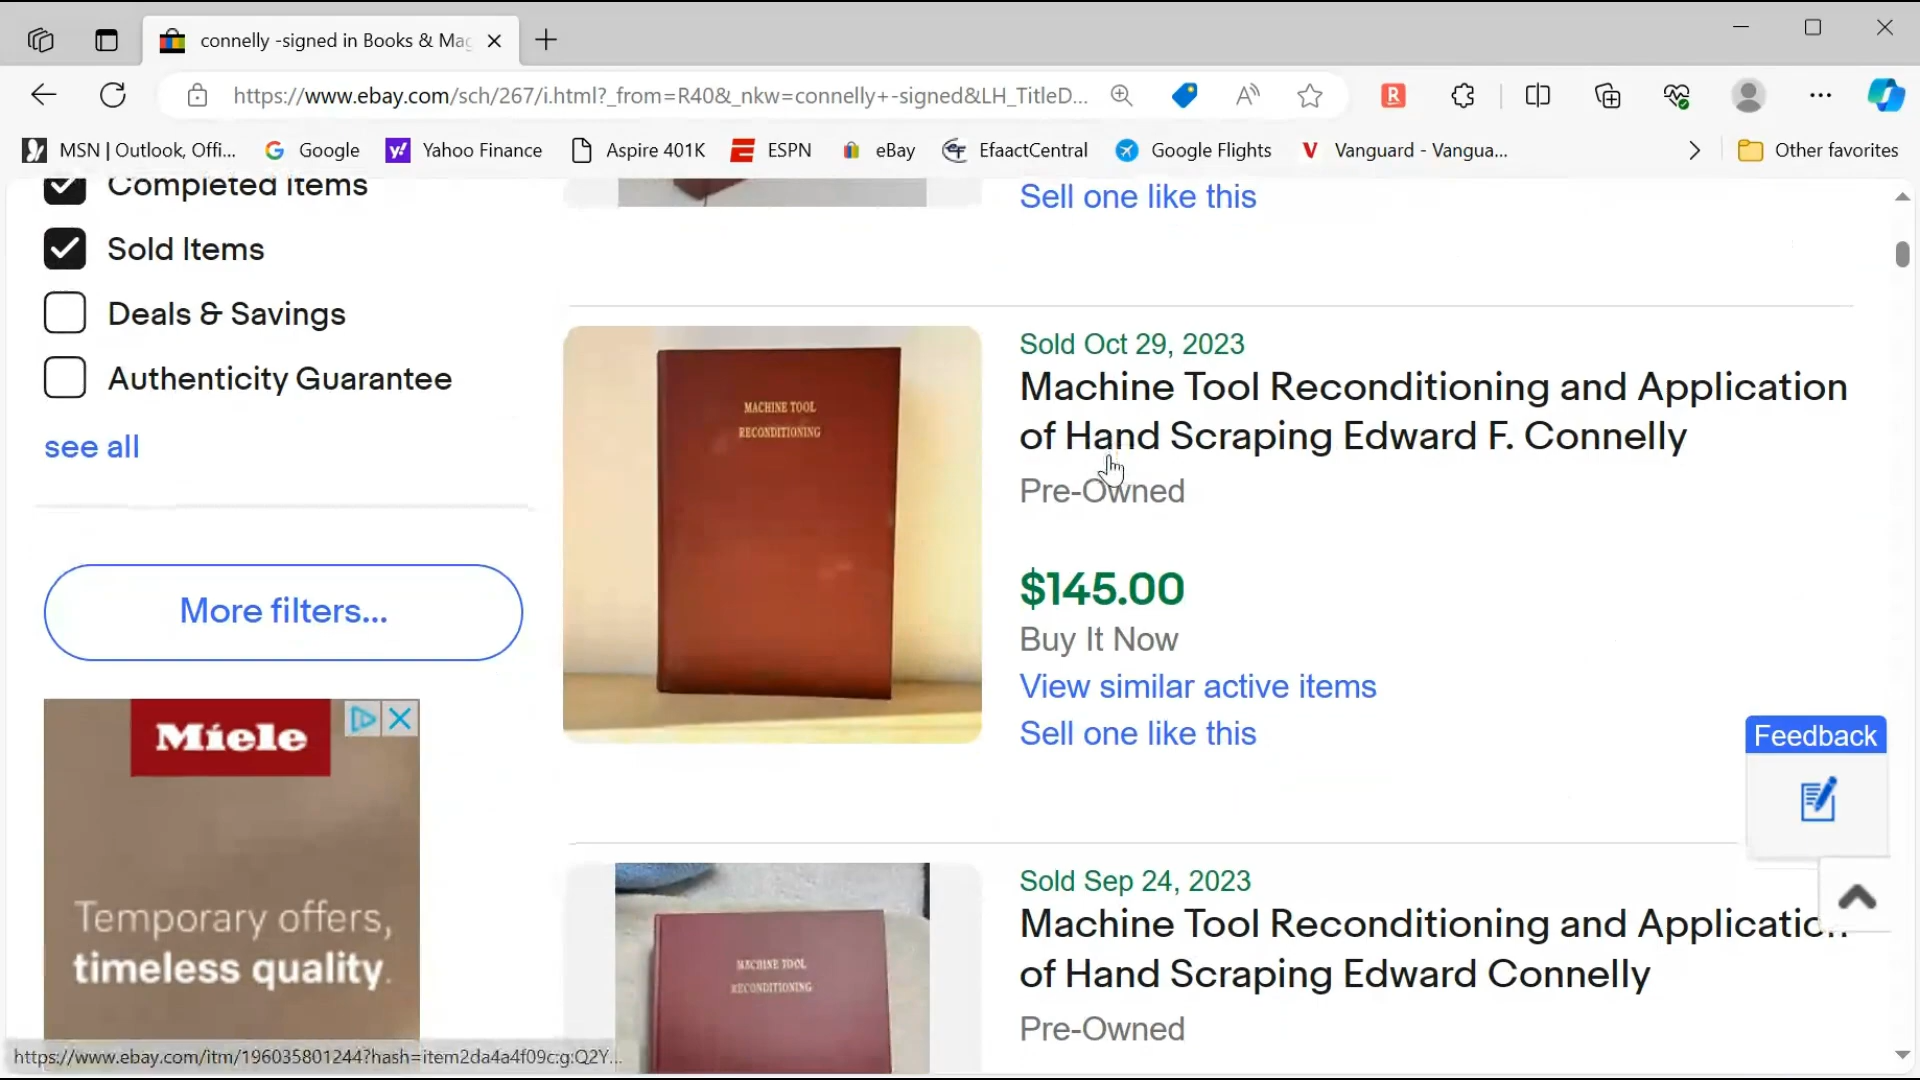 connelly -signed in Books & Mag
https://www.ebay.com/sch/267/i.html?_from=R40&_nkw=connelly+-signed&LH_TitleD...
MSN | Outlook, Offi...
Google
Yahoo Finance
Aspire 401K
ESPN
eBay
EfaactCentral
Google Flights
Vanguard - Vangua...
Other favorites
Completed Items
Sold Items
Deals & Savings
Authenticity Guarantee
see all
More filters...
Miele
Temporary offers,
timeless quality.
Sell one like this
MACHINE TOOL
RECONDITIONING
Sold Oct 29, 2023
Machine Tool Reconditioning and Application
of Hand Scraping Edward F. Connelly
Pre-Owned
$145.00
Buy It Now
View similar active items
Sell one like this
Feedback
MACHINE TOOL
RECONDITIONING
Sold Sep 24, 2023
Machine Tool Reconditioning and Application
of Hand Scraping Edward Connelly
Pre-Owned
https://www.ebay.com/itm/196035801244?hash=item2da4a4f09c:g:Q2Y...